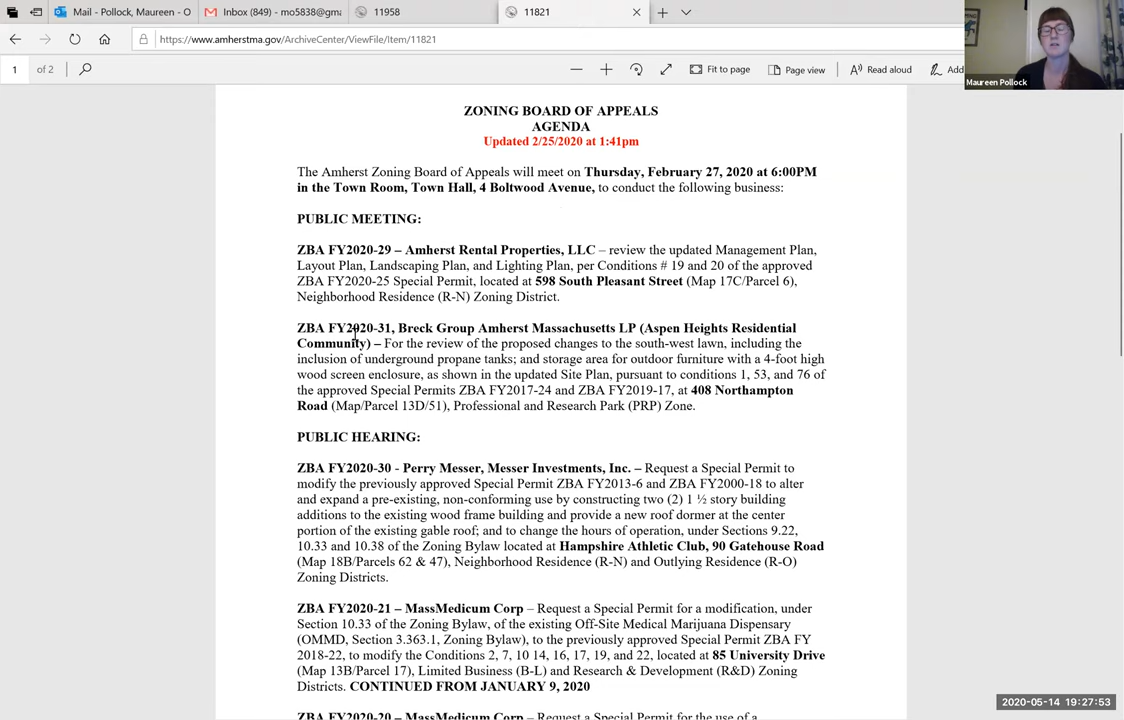 Mail - Pollock, Maureen - O
Inbox (849) - mo5838@gma
11958
11821
https://www.amherstma.gov/ArchiveCenter/ViewFile/Item/11821
1 of 2
Fit to page
Page view
Read aloud
Add
Maureen Pollock
ZONING BOARD OF APPEALS
AGENDA
Updated 2/25/2020 at 1:41pm
The Amherst Zoning Board of Appeals will meet on Thursday, February 27, 2020 at 6:00PM
in the Town Room, Town Hall, 4 Boltwood Avenue, to conduct the following business:
PUBLIC MEETING:
ZBA FY2020-29 – Amherst Rental Properties, LLC – review the updated Management Plan,
Layout Plan, Landscaping Plan, and Lighting Plan, per Conditions # 19 and 20 of the approved
ZBA FY2020-25 Special Permit, located at 598 South Pleasant Street (Map 17C/Parcel 6),
Neighborhood Residence (R-N) Zoning District.
ZBA FY2020-31, Breck Group Amherst Massachusetts LP (Aspen Heights Residential
Community) – For the review of the proposed changes to the south-west lawn, including the
inclusion of underground propane tanks; and storage area for outdoor furniture with a 4-foot high
wood screen enclosure, as shown in the updated Site Plan, pursuant to conditions 1, 53, and 76 of
the approved Special Permits ZBA FY2017-24 and ZBA FY2019-17, at 408 Northampton
Road (Map/Parcel 13D/51), Professional and Research Park (PRP) Zone.
PUBLIC HEARING:
ZBA FY2020-30 - Perry Messer, Messer Investments, Inc. – Request a Special Permit to
modify the previously approved Special Permit ZBA FY2013-6 and ZBA FY2000-18 to alter
and expand a pre-existing, non-conforming use by constructing two (2) 1 ½ story building
additions to the existing wood frame building and provide a new roof dormer at the center
portion of the existing gable roof; and to change the hours of operation, under Sections 9.22,
10.33 and 10.38 of the Zoning Bylaw located at Hampshire Athletic Club, 90 Gatehouse Road
(Map 18B/Parcels 62 & 47), Neighborhood Residence (R-N) and Outlying Residence (R-O)
Zoning Districts.
ZBA FY2020-21 – MassMedicum Corp – Request a Special Permit for a modification, under
Section 10.33 of the Zoning Bylaw, of the existing Off-Site Medical Marijuana Dispensary
(OMMD, Section 3.363.1, Zoning Bylaw), to the previously approved Special Permit ZBA FY
2018-22, to modify the Conditions 2, 7, 10 14, 16, 17, 19, and 22, located at 85 University Drive
(Map 13B/Parcel 17), Limited Business (B-L) and Research & Development (R&D) Zoning
Districts. CONTINUED FROM JANUARY 9, 2020
ZBA FY2020-20 – MassMedicum Corp – Request a Special Permit for the use of a
2020-05-14 19:27:53